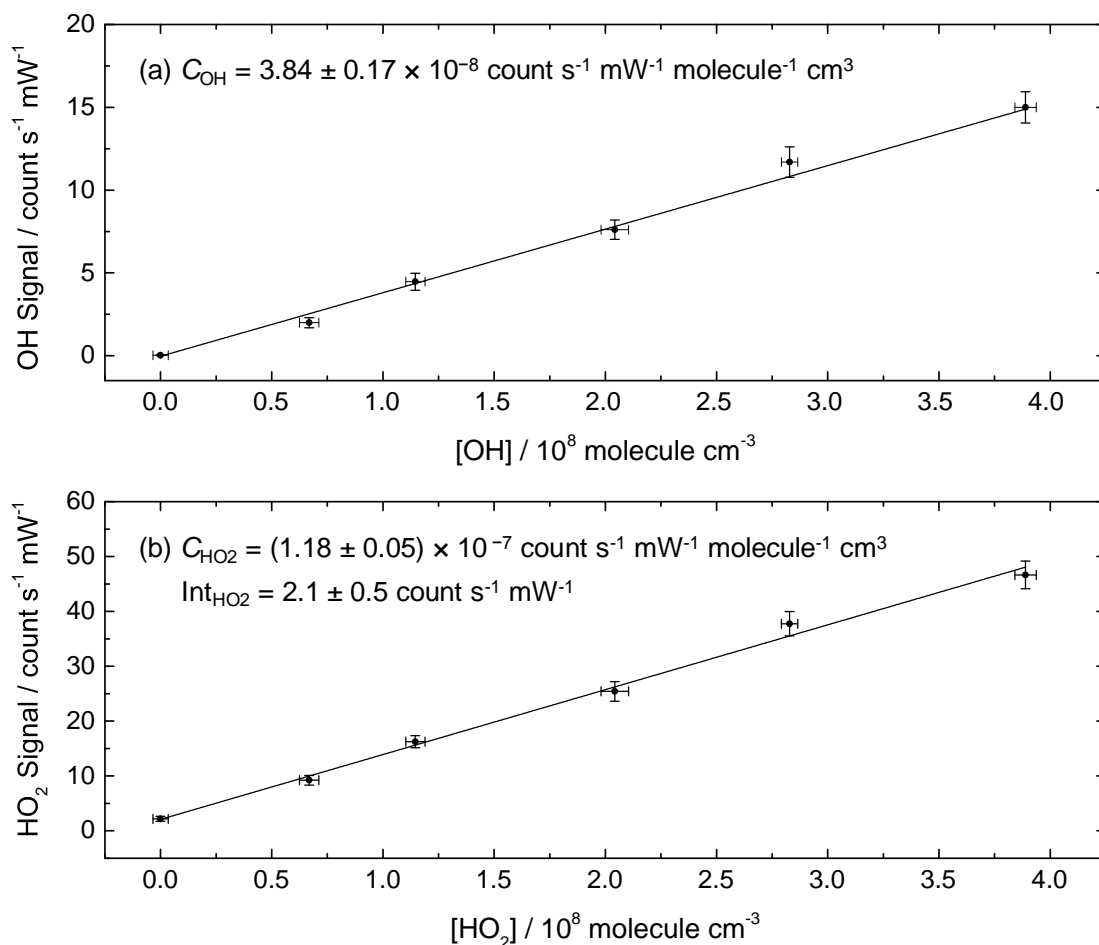 20
15
10
5
0
OH Signal / count s⁻¹ mW⁻¹
(a) C_OH = 3.84 ± 0.17 × 10⁻⁸ count s⁻¹ mW⁻¹ molecule⁻¹ cm³
0.0 0.5 1.0 1.5 2.0 2.5 3.0 3.5 4.0
[OH] / 10⁸ molecule cm⁻³
60
50
40
30
20
10
0
HO₂ Signal / count s⁻¹ mW⁻¹
(b) C_HO2 = (1.18 ± 0.05) × 10⁻⁷ count s⁻¹ mW⁻¹ molecule⁻¹ cm³
Int_HO2 = 2.1 ± 0.5 count s⁻¹ mW⁻¹
0.0 0.5 1.0 1.5 2.0 2.5 3.0 3.5 4.0
[HO₂] / 10⁸ molecule cm⁻³